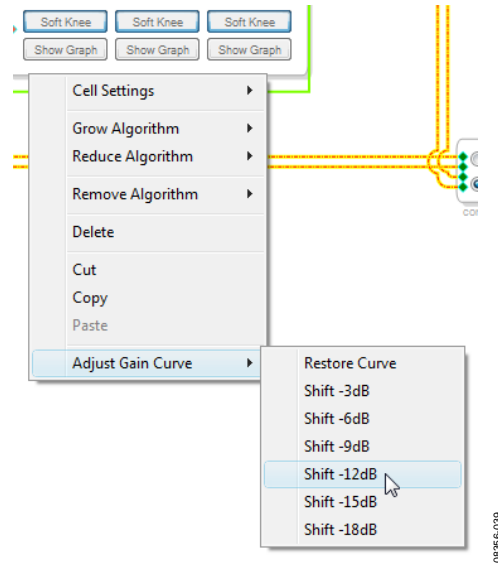 Soft Knee Soft Knee Soft Knee
Show Graph Show Graph Show Graph
Cell Settings
Grow Algorithm
Reduce Algorithm
Remove Algorithm
Delete
Cut
Copy
Paste
Adjust Gain Curve
Restore Curve
Shift -3dB
Shift -6dB
Shift -9dB
Shift -12dB
Shift -15dB
Shift -18dB
08356-039